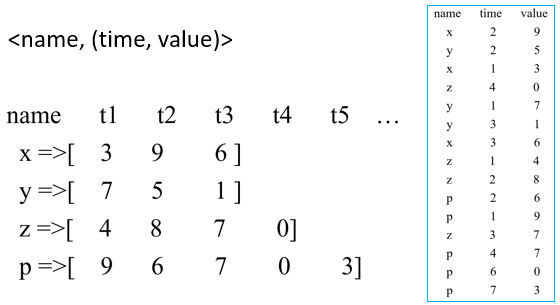 <name, (time, value)>
name t1 t2 t3 t4 t5 ...
x =>[ 3 9 6 ]
y =>[ 7 5 1 ]
z =>[ 4 8 7 0]
p =>[ 9 6 7 0 3]
name time value
x 2 9
y 2 5
x 1 3
z 4 0
y 1 7
y 3 1
x 3 6
z 1 4
z 2 8
p 2 6
p 1 9
z 3 7
p 4 7
p 6 0
p 7 3